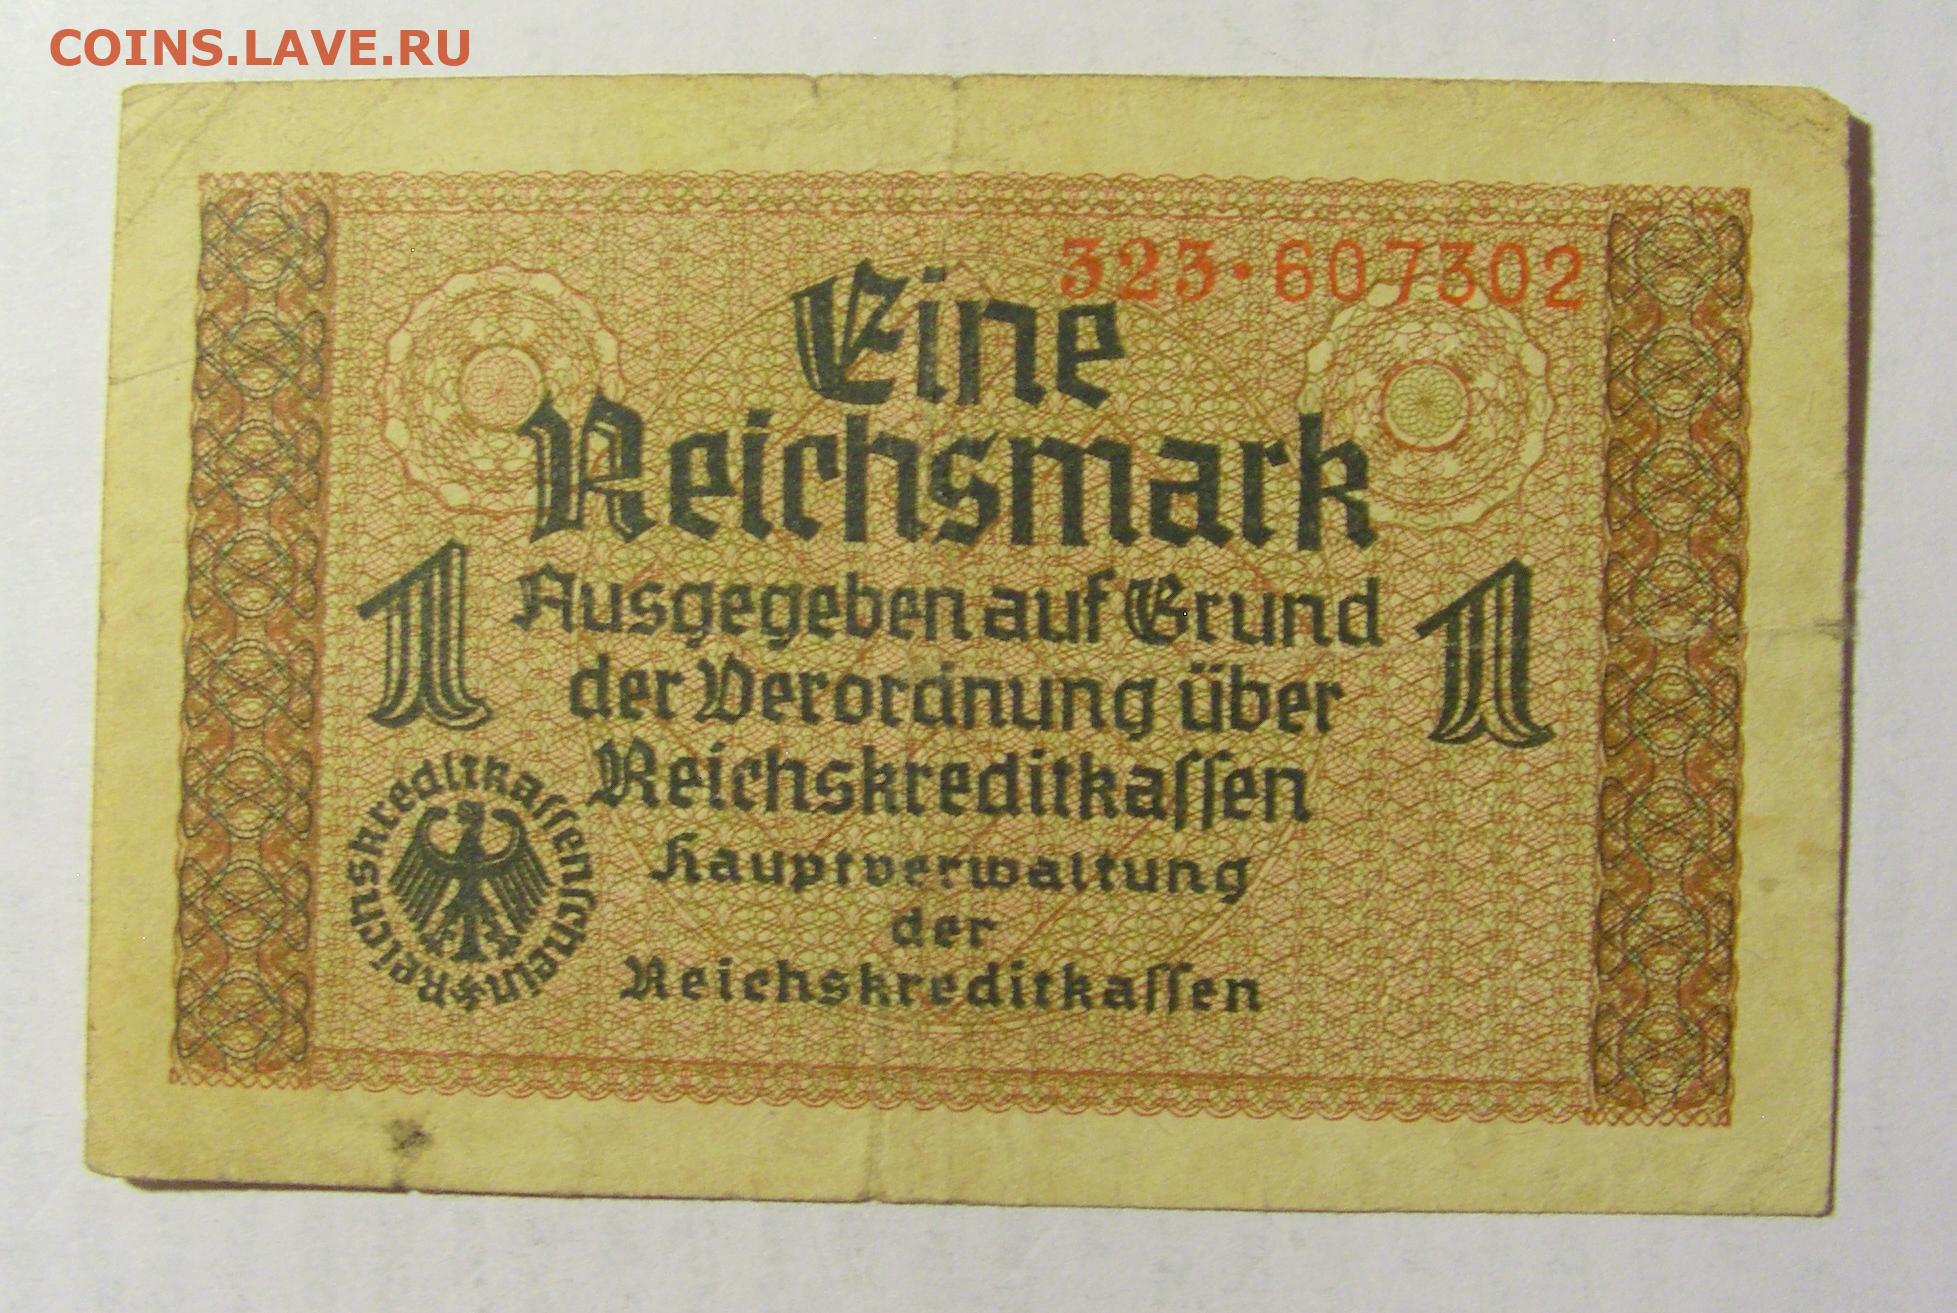 COINS.LAVE.RU
323·607302
Eine
Reichsmark
1 Ausgegeben auf Grund 1
der Verordnung über
Reichskreditkaſſen
Hauptverwaltung
der
Reichskreditkaſſen
Reichskreditkaſſenſchein